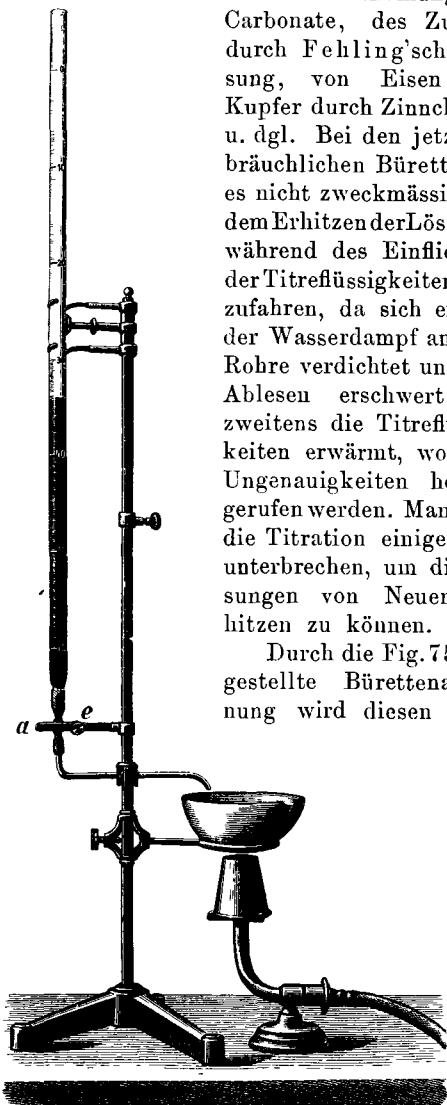 Carbonate, des Zu
durch Fehling'sch
sung, von Eisen
Kupfer durch Zinncl
u. dgl. Bei den jetz
bräuchlichen Bürett
es nicht zweckmässi
dem Erhitzen der Lös
während des Einflie
der Titreflüssigkeiten
zufahren, da sich e
der Wasserdampf an
Rohre verdichtet un
Ablesen erschwert
zweitens die Titrefl
keiten erwärmt, wo
Ungenauigkeiten he
gerufen werden. Man
die Titration einige
unterbrechen, um di
sungen von Neuer
hitzen zu können.
Durch die Fig. 75
gestellte Bürettena
nung wird diesen
a e